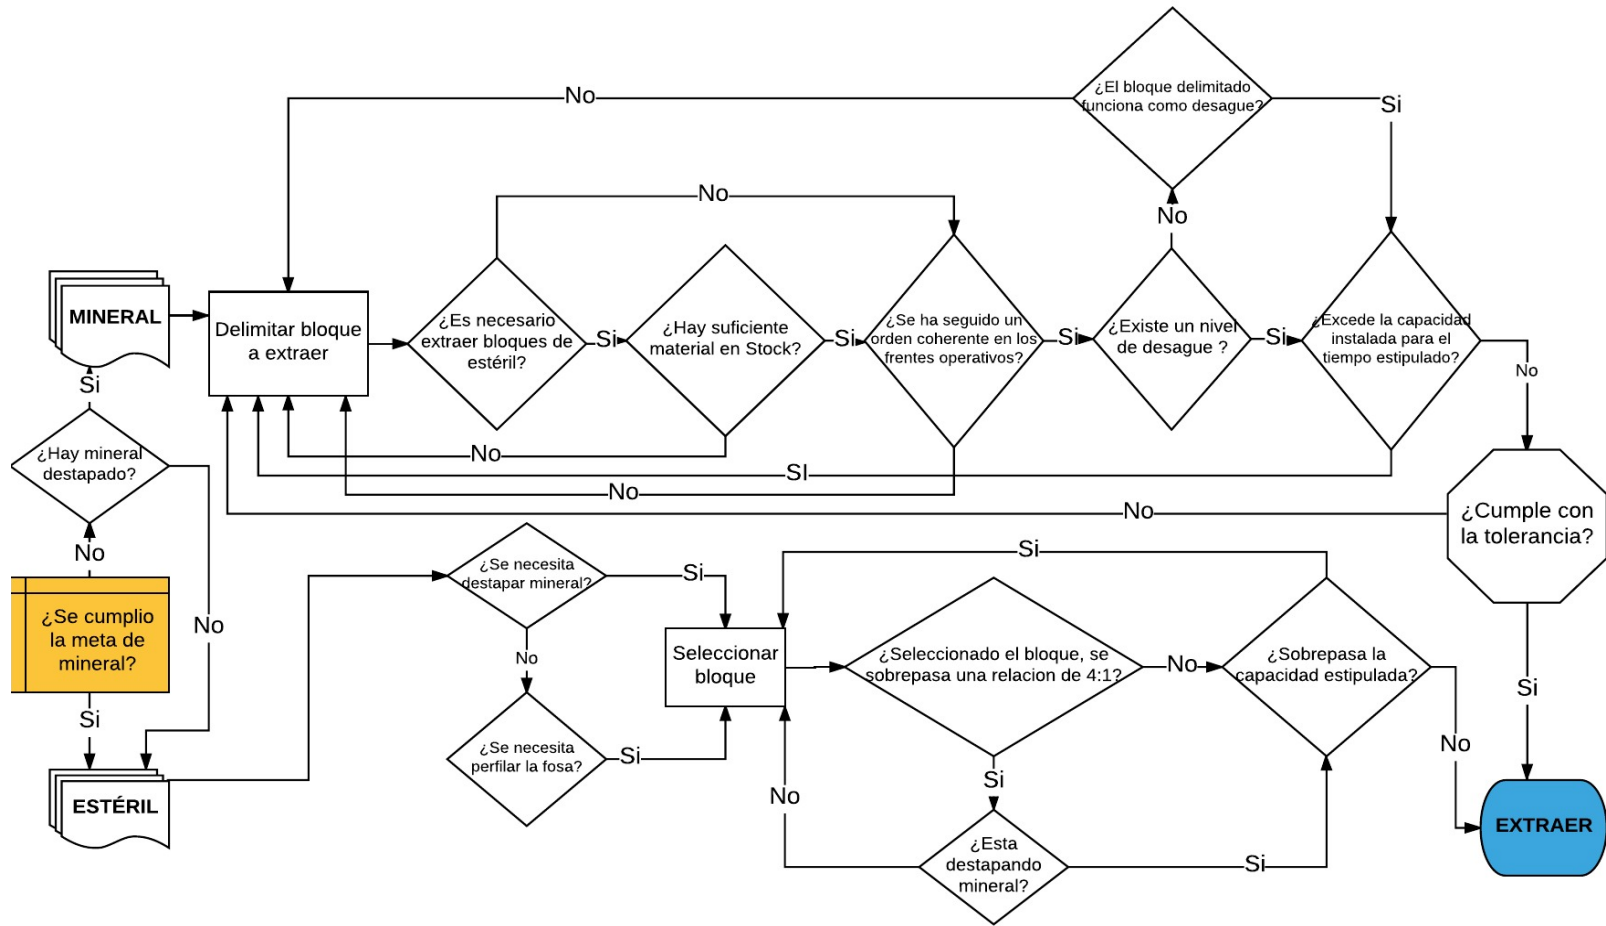 ¿El bloque delimitado
funciona como desague?
No
Si
No
No
MINERAL
Delimitar bloque
a extraer
¿Es necesario
extraer bloques de
estéril?
Si
¿Hay suficiente
material en Stock?
Si
¿Se ha seguido un
orden coherente en los
frentes operativos?
Si
¿Existe un nivel
de desague ?
Si
¿Excede la capacidad
instalada para el
tiempo estipulado?
No
Si
¿Hay mineral
destapado?
No
SI
No
No
¿Cumple con
la tolerancia?
No
¿Se cumplio
la meta de
mineral?
No
Si
ESTÉRIL
¿Se necesita
destapar mineral?
Si
No
¿Se necesita
perfilar la fosa?
Si
Seleccionar
bloque
Si
¿Seleccionado el bloque, se
sobrepasa una relacion de 4:1?
No
¿Sobrepasa la
capacidad estipulada?
Si
No
Si
No
¿Esta
destapando
mineral?
Si
EXTRAER